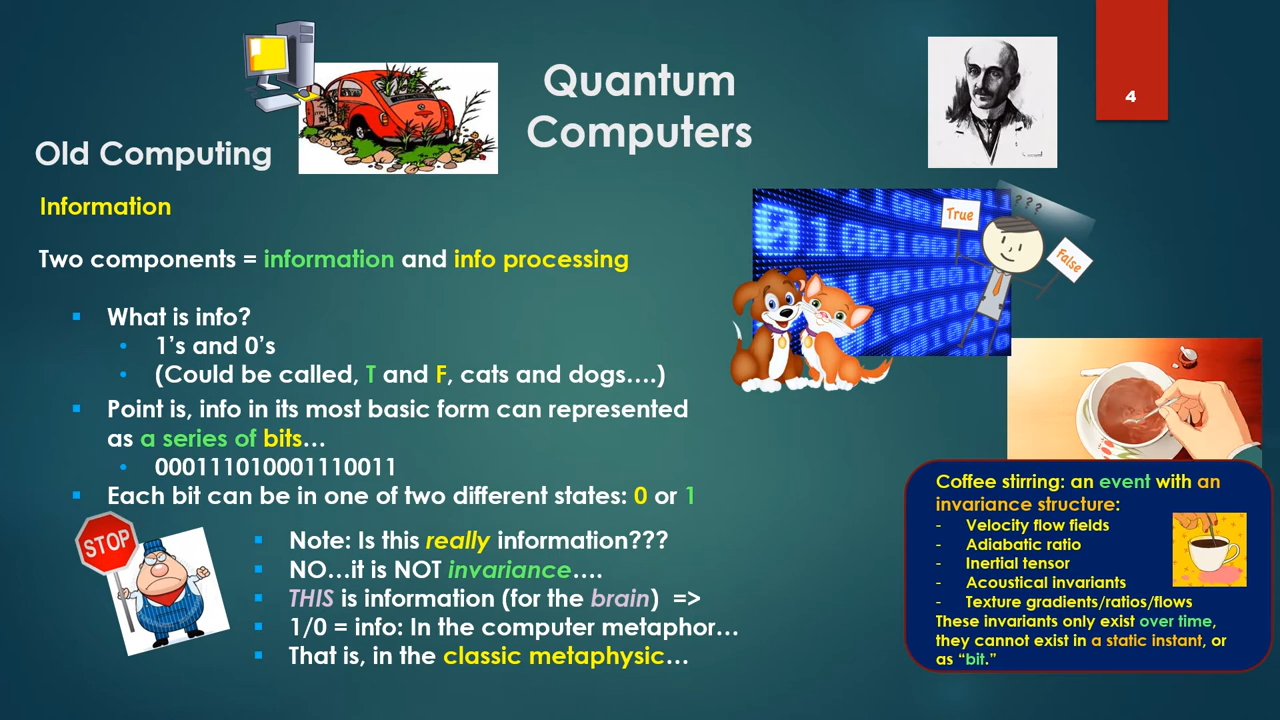 Quantum
Computers
4
Old Computing
Information
Two components = information and info processing
▪ What is info?
• 1's and 0's
• (Could be called, T and F, cats and dogs….)
▪ Point is, info in its most basic form can represented
as a series of bits…
• 000111010001110011
▪ Each bit can be in one of two different states: 0 or 1
STOP
▪ Note: Is this really information???
▪ NO…it is NOT invariance….
▪ THIS is information (for the brain) =>
▪ 1/0 = info: In the computer metaphor…
▪ That is, in the classic metaphysic…
True
???
False
Coffee stirring: an event with an
invariance structure:
- Velocity flow fields
- Adiabatic ratio
- Inertial tensor
- Acoustical invariants
- Texture gradients/ratios/flows
These invariants only exist over time,
they cannot exist in a static instant, or
as “bit.”